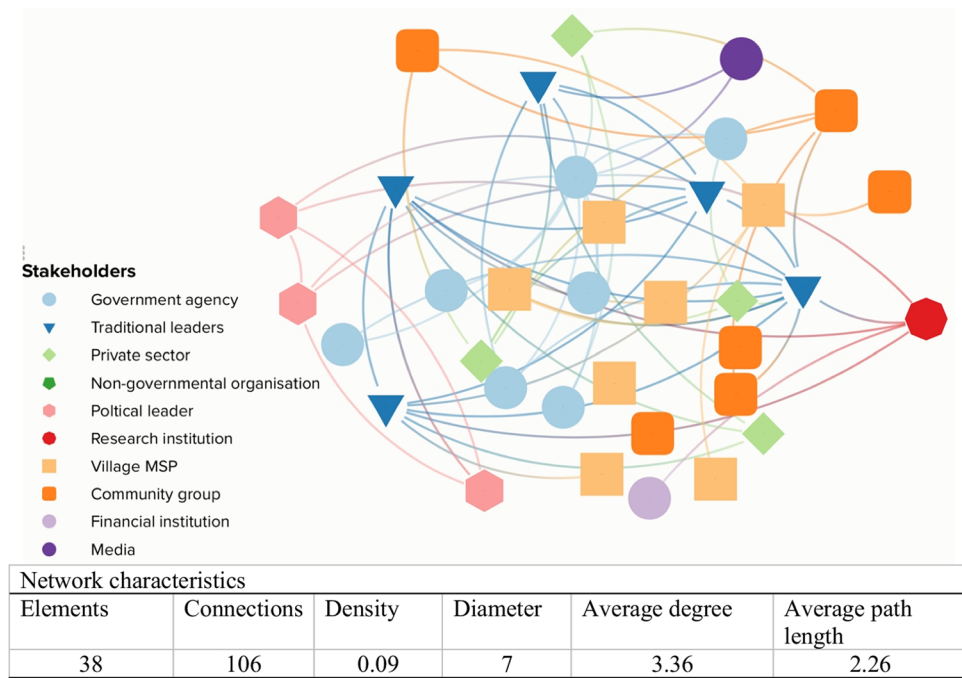 Stakeholders
Government agency
Traditional leaders
Private sector
Non-governmental organisation
Poltical leader
Research institution
Village MSP
Community group
Financial institution
Media
Network characteristics
Elements Connections Density Diameter Average degree Average path length
38 106 0.09 7 3.36 2.26